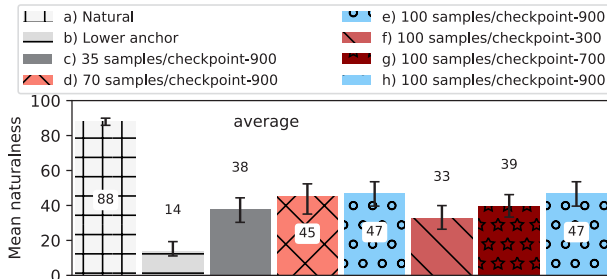 a) Natural
b) Lower anchor
c) 35 samples/checkpoint-900
d) 70 samples/checkpoint-900
e) 100 samples/checkpoint-900
f) 100 samples/checkpoint-300
g) 100 samples/checkpoint-700
h) 100 samples/checkpoint-900
Mean naturalness
100
80
60
40
20
0
average
88
14
38
45
47
33
39
47